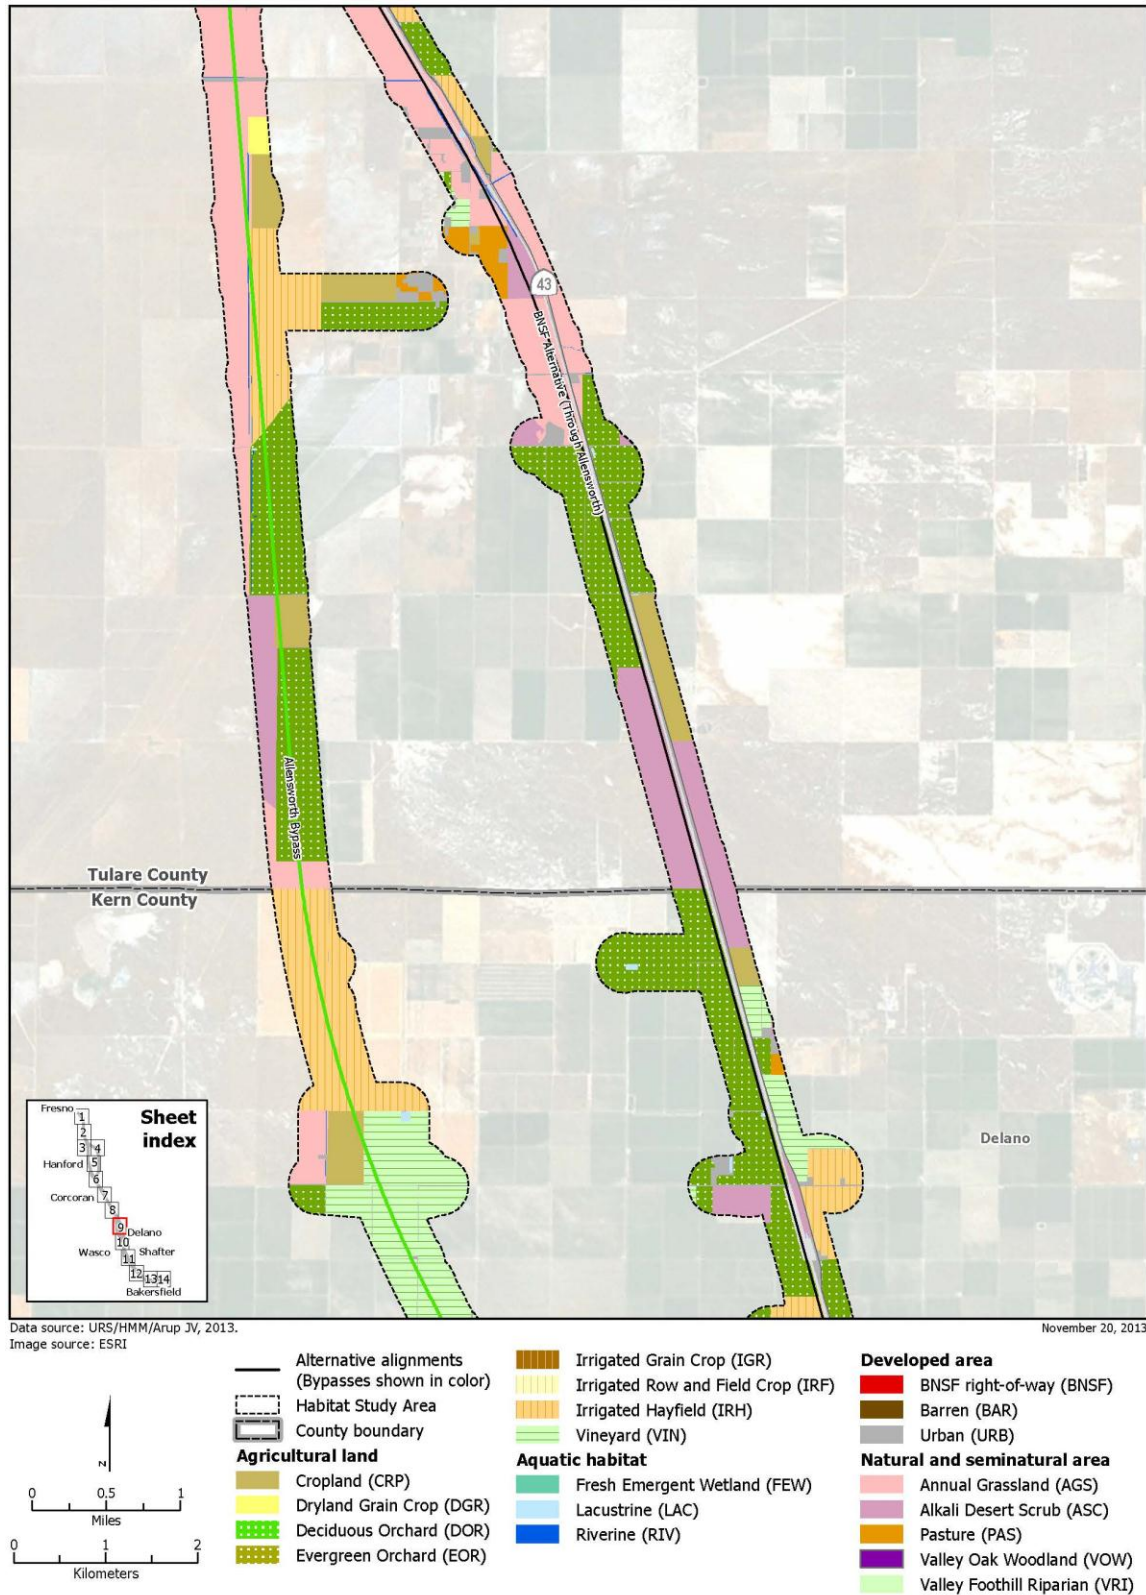 43
BNSF Alternative (Through Allensworth)
Allensworth Bypass
Tulare County
Kern County
Delano
Sheet
index
Fresno
1
2
3
4
Hanford
5
6
Corcoran
7
8
9
Delano
10
Wasco
Shafter
11
12
13
14
Bakersfield
Data source: URS/HMM/Arup JV, 2013.
November 20, 2013
Image source: ESRI
Z
0 0.5 1
Miles
0 1 2
Kilometers
Alternative alignments
(Bypasses shown in color)
Habitat Study Area
County boundary
Agricultural land
Cropland (CRP)
Dryland Grain Crop (DGR)
Deciduous Orchard (DOR)
Evergreen Orchard (EOR)
Irrigated Grain Crop (IGR)
Irrigated Row and Field Crop (IRF)
Irrigated Hayfield (IRH)
Vineyard (VIN)
Aquatic habitat
Fresh Emergent Wetland (FEW)
Lacustrine (LAC)
Riverine (RIV)
Developed area
BNSF right-of-way (BNSF)
Barren (BAR)
Urban (URB)
Natural and seminatural area
Annual Grassland (AGS)
Alkali Desert Scrub (ASC)
Pasture (PAS)
Valley Oak Woodland (VOW)
Valley Foothill Riparian (VRI)